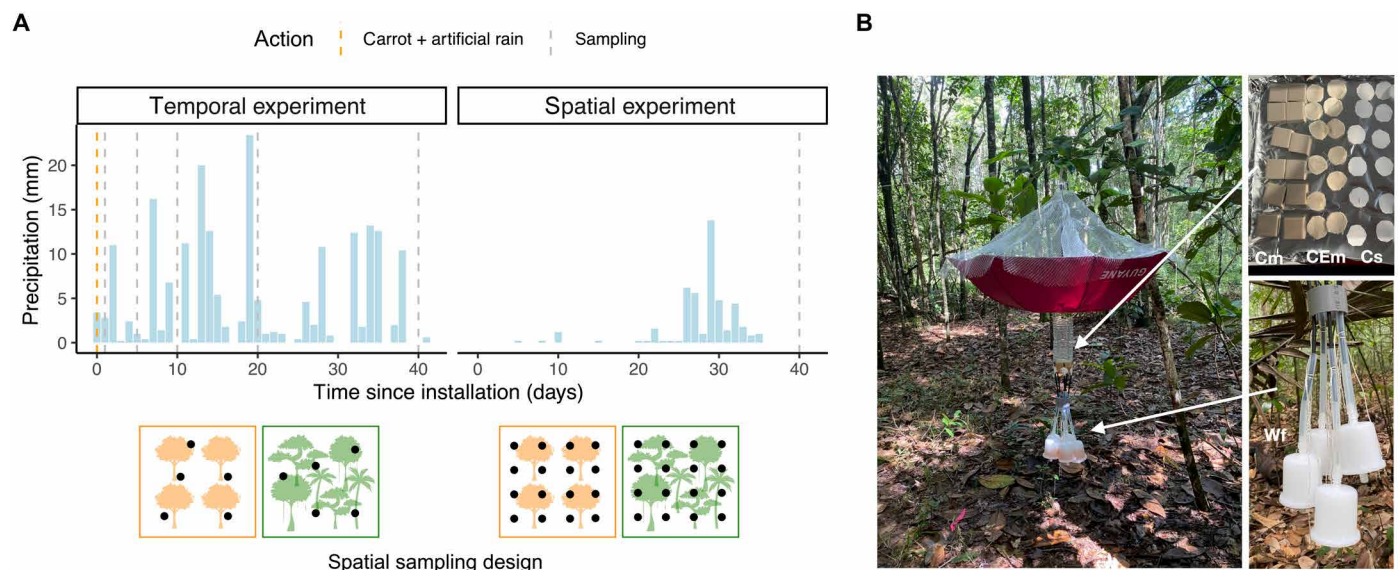 A
Action
Carrot + artificial rain
Sampling
Temporal experiment
Spatial experiment
Precipitation (mm)
20
15
10
5
0
0 10 20 30 40
0 10 20 30 40
Time since installation (days)
Spatial sampling design
B
GUYANE
Cm CEm Cs
Wf